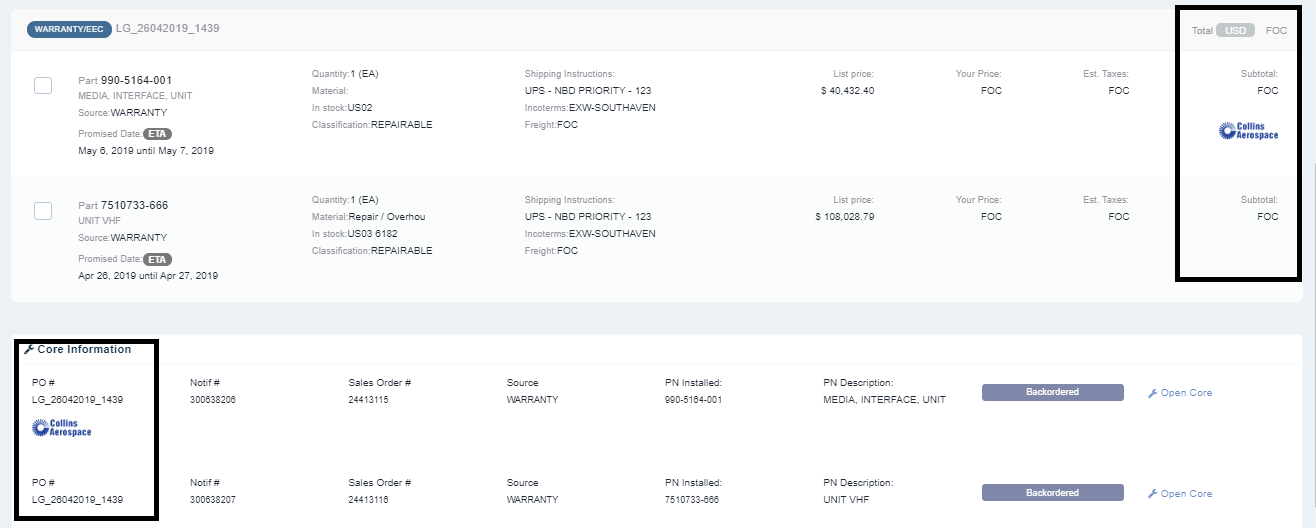 WARRANTY/EEC LG_26042019_1439 Total USD FOC
Part 990-5164-001 Quantity:1 (EA) Shipping Instructions: List price: Your Price: Est. Taxes: Subtotal:
MEDIA, INTERFACE, UNIT Material: UPS - NBD PRIORITY - 123 $ 40,432.40 FOC FOC FOC
Source:WARRANTY In stock:US02 Incoterms:EXW-SOUTHAVEN
Promised Date: ETA Classification:REPAIRABLE Freight:FOC Collins Aerospace
May 6, 2019 until May 7, 2019
Part 7510733-666 Quantity:1 (EA) Shipping Instructions: List price: Your Price: Est. Taxes: Subtotal:
UNIT VHF Material:Repair / Overhou UPS - NBD PRIORITY - 123 $ 108,028.79 FOC FOC FOC
Source:WARRANTY In stock:US03 6182 Incoterms:EXW-SOUTHAVEN
Promised Date: ETA Classification:REPAIRABLE Freight:FOC
Apr 26, 2019 until Apr 27, 2019
Core Information
PO # Notif # Sales Order # Source PN Installed: PN Description:
LG_26042019_1439 300638206 24413115 WARRANTY 990-5164-001 MEDIA, INTERFACE, UNIT Backordered Open Core
Collins Aerospace
PO # Notif # Sales Order # Source PN Installed: PN Description:
LG_26042019_1439 300638207 24413116 WARRANTY 7510733-666 UNIT VHF Backordered Open Core